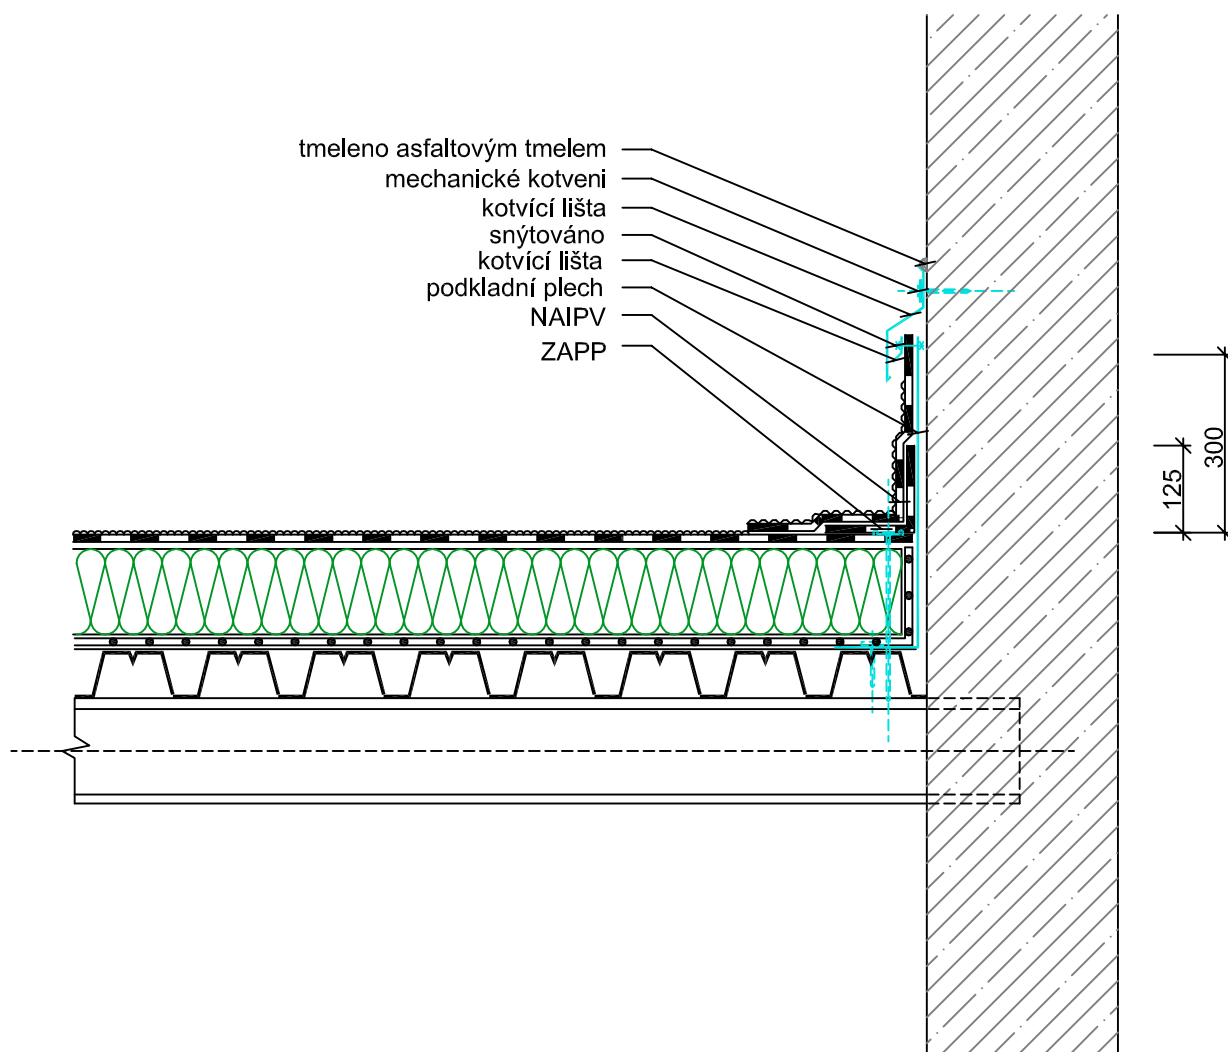 tmeleno asfaltovým tmelem
mechanické kotveni
kotvící lišta
snýtováno
kotvící lišta
podkladní plech
NAIPV
ZAPP
125
300